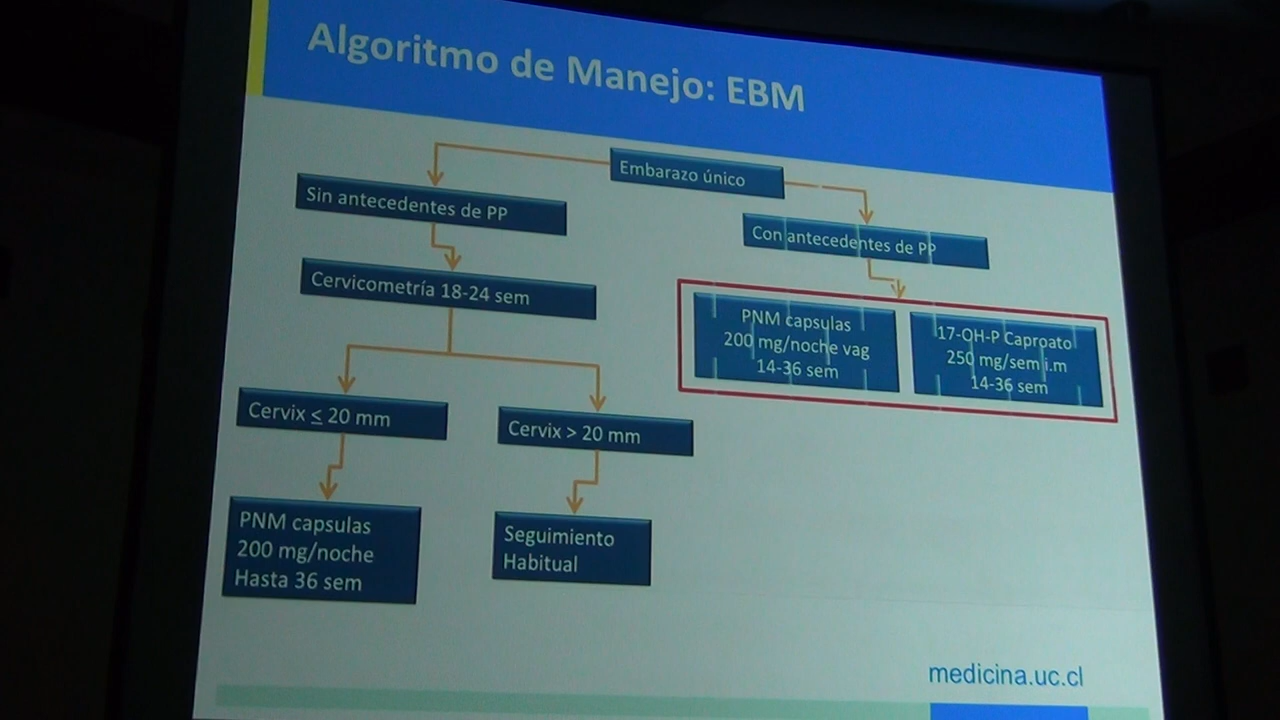 Algoritmo de Manejo: EBM
Embarazo único
Sin antecedentes de PP
Con antecedentes de PP
Cervicometría 18-24 sem
PNM capsulas
200 mg/noche vag
14-36 sem
17-OH-P Caproato
250 mg/sem i.m
14-36 sem
Cervix ≤ 20 mm
Cervix > 20 mm
PNM capsulas
200 mg/noche
Hasta 36 sem
Seguimiento
Habitual
medicina.uc.cl